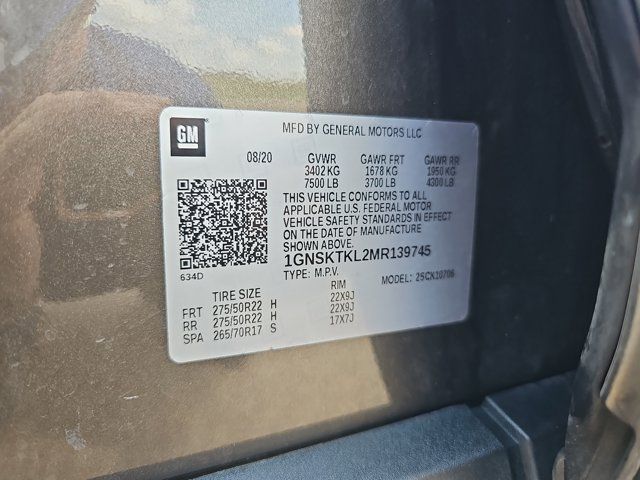 GM
MFD BY GENERAL MOTORS LLC
08/20 GVWR GAWR FRT GAWR RR
3402 KG 1678 KG 1950 KG
7500 LB 3700 LB 4300 LB
THIS VEHICLE CONFORMS TO ALL
APPLICABLE U.S. FEDERAL MOTOR
VEHICLE SAFETY STANDARDS IN EFFECT
ON THE DATE OF MANUFACTURE
SHOWN ABOVE.
1GNSKTKL2MR139745
634D
TYPE: M.P.V. MODEL: 2SCK10706
TIRE SIZE RIM
FRT 275/50R22 H 22X9J
RR 275/50R22 H 22X9J
SPA 265/70R17 S 17X7J